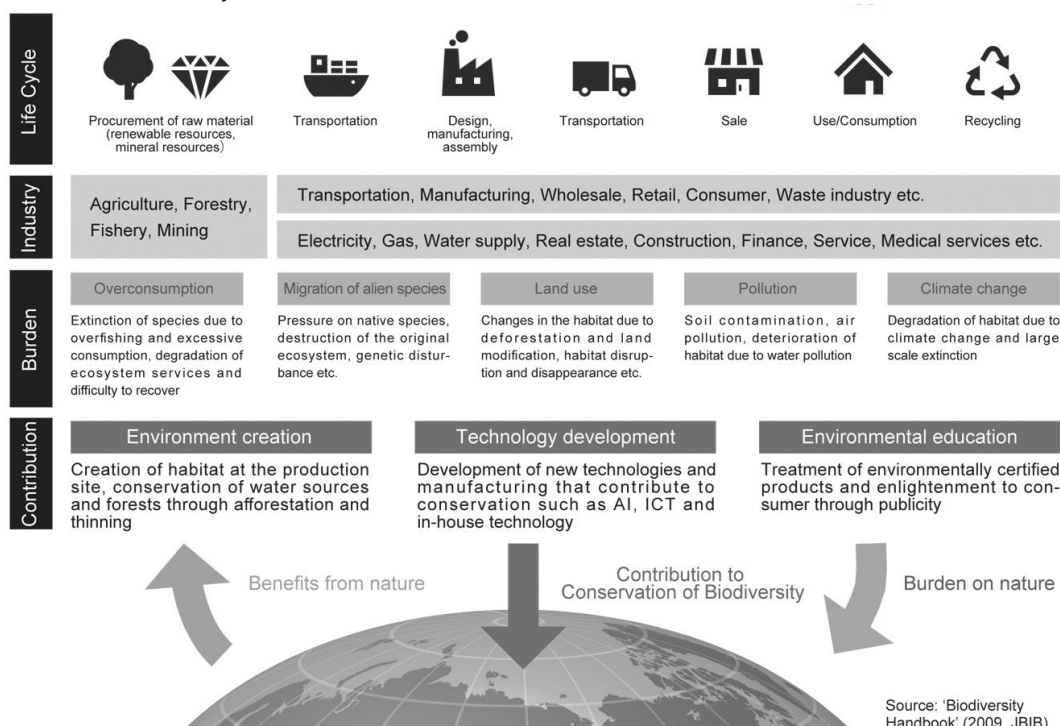 Life Cycle
Procurement of raw material
(renewable resources,
mineral resources)
Transportation
Design,
manufacturing,
assembly
Transportation
Sale
Use/Consumption
Recycling
Industry
Agriculture, Forestry,
Fishery, Mining
Transportation, Manufacturing, Wholesale, Retail, Consumer, Waste industry etc.
Electricity, Gas, Water supply, Real estate, Construction, Finance, Service, Medical services etc.
Burden
Overconsumption
Extinction of species due to
overfishing and excessive
consumption, degradation of
ecosystem services and
difficulty to recover
Migration of alien species
Pressure on native species,
destruction of the original
ecosystem, genetic distur-
bance etc.
Land use
Changes in the habitat due to
deforestation and land
modification, habitat disrup-
tion and disappearance etc.
Pollution
Soil contamination, air
pollution, deterioration of
habitat due to water pollution
Climate change
Degradation of habitat due to
climate change and large
scale extinction
Contribution
Environment creation
Creation of habitat at the production
site, conservation of water sources
and forests through afforestation and
thinning
Technology development
Development of new technologies and
manufacturing that contribute to
conservation such as AI, ICT and
in-house technology
Environmental education
Treatment of environmentally certified
products and enlightenment to con-
sumer through publicity
Benefits from nature
Contribution to
Conservation of Biodiversity
Burden on nature
Source: 'Biodiversity
Handbook' (2009, JBIB)